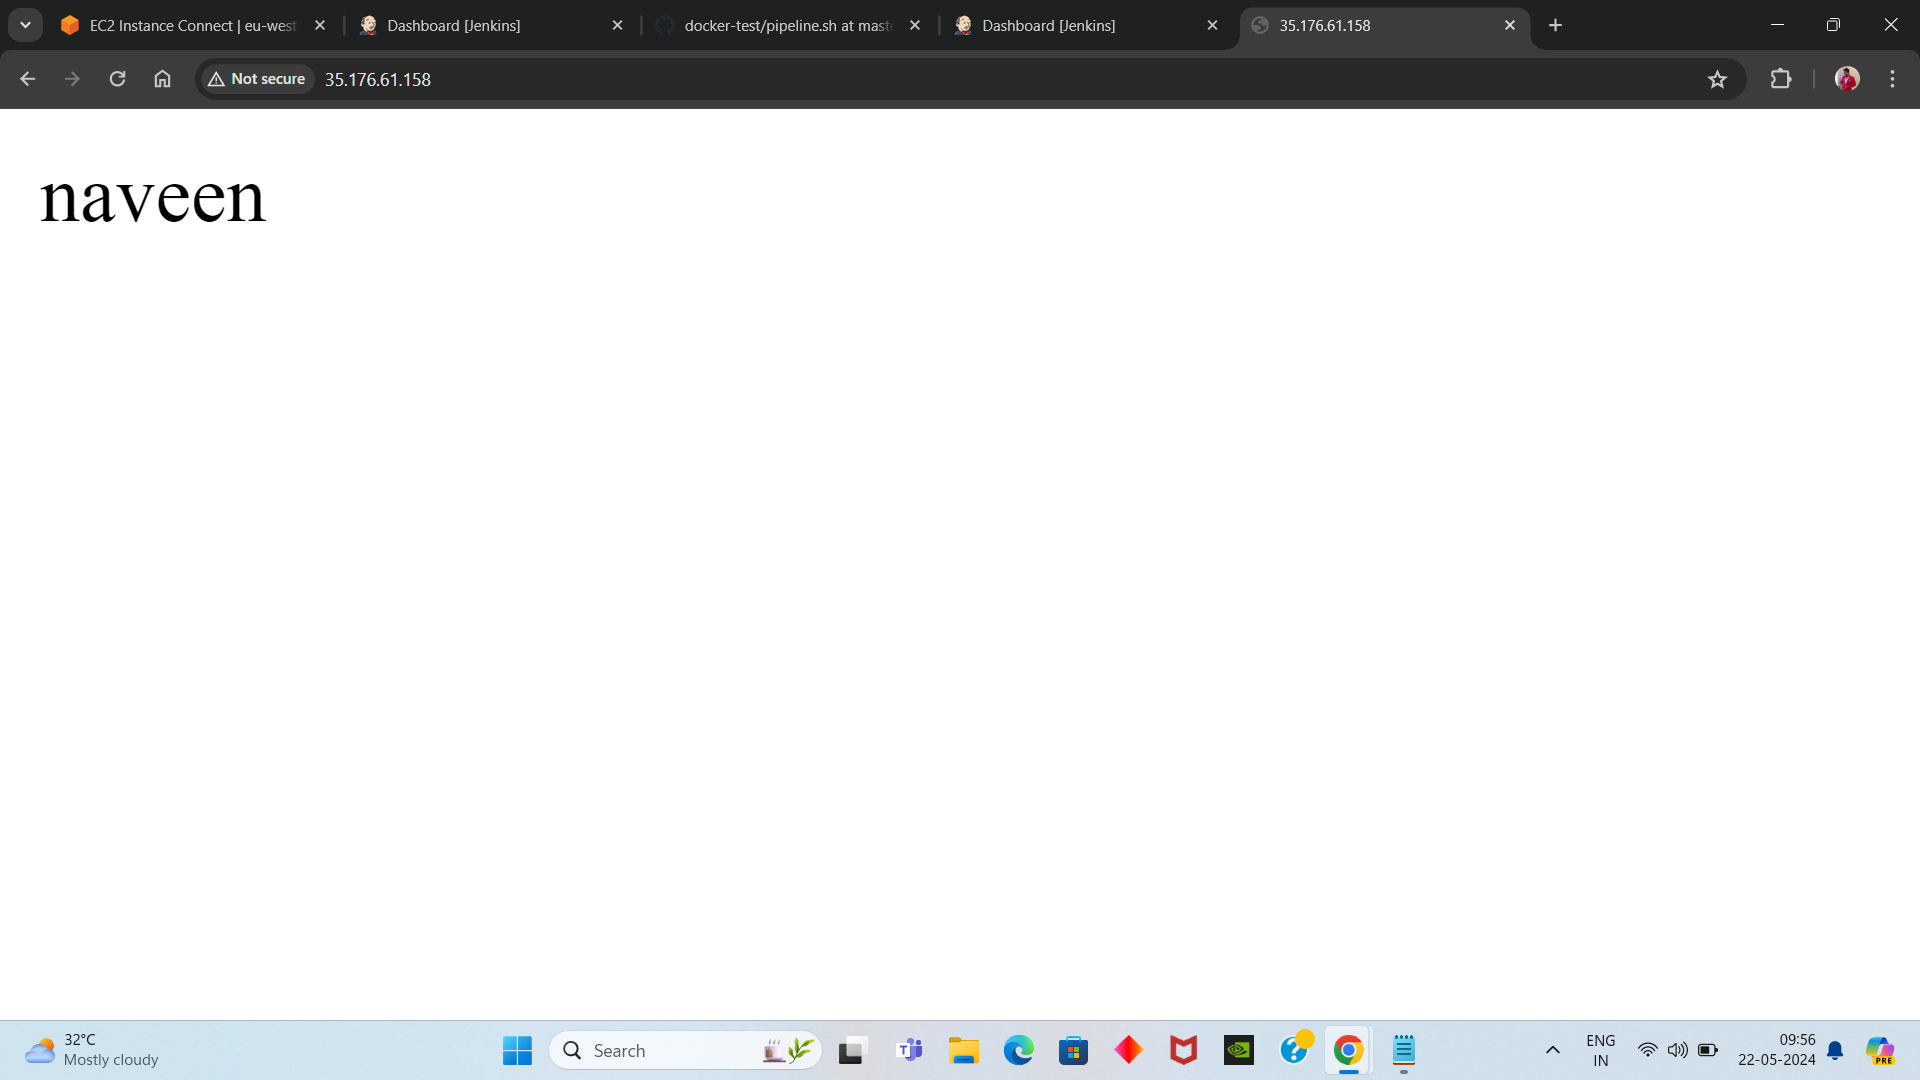 EC2 Instance Connect | eu-west
Dashboard [Jenkins]
docker-test/pipeline.sh at mast
Dashboard [Jenkins]
35.176.61.158
Not secure
35.176.61.158
naveen
32°C
Mostly cloudy
Search
T
PRE
ENG
IN
09:56
22-05-2024